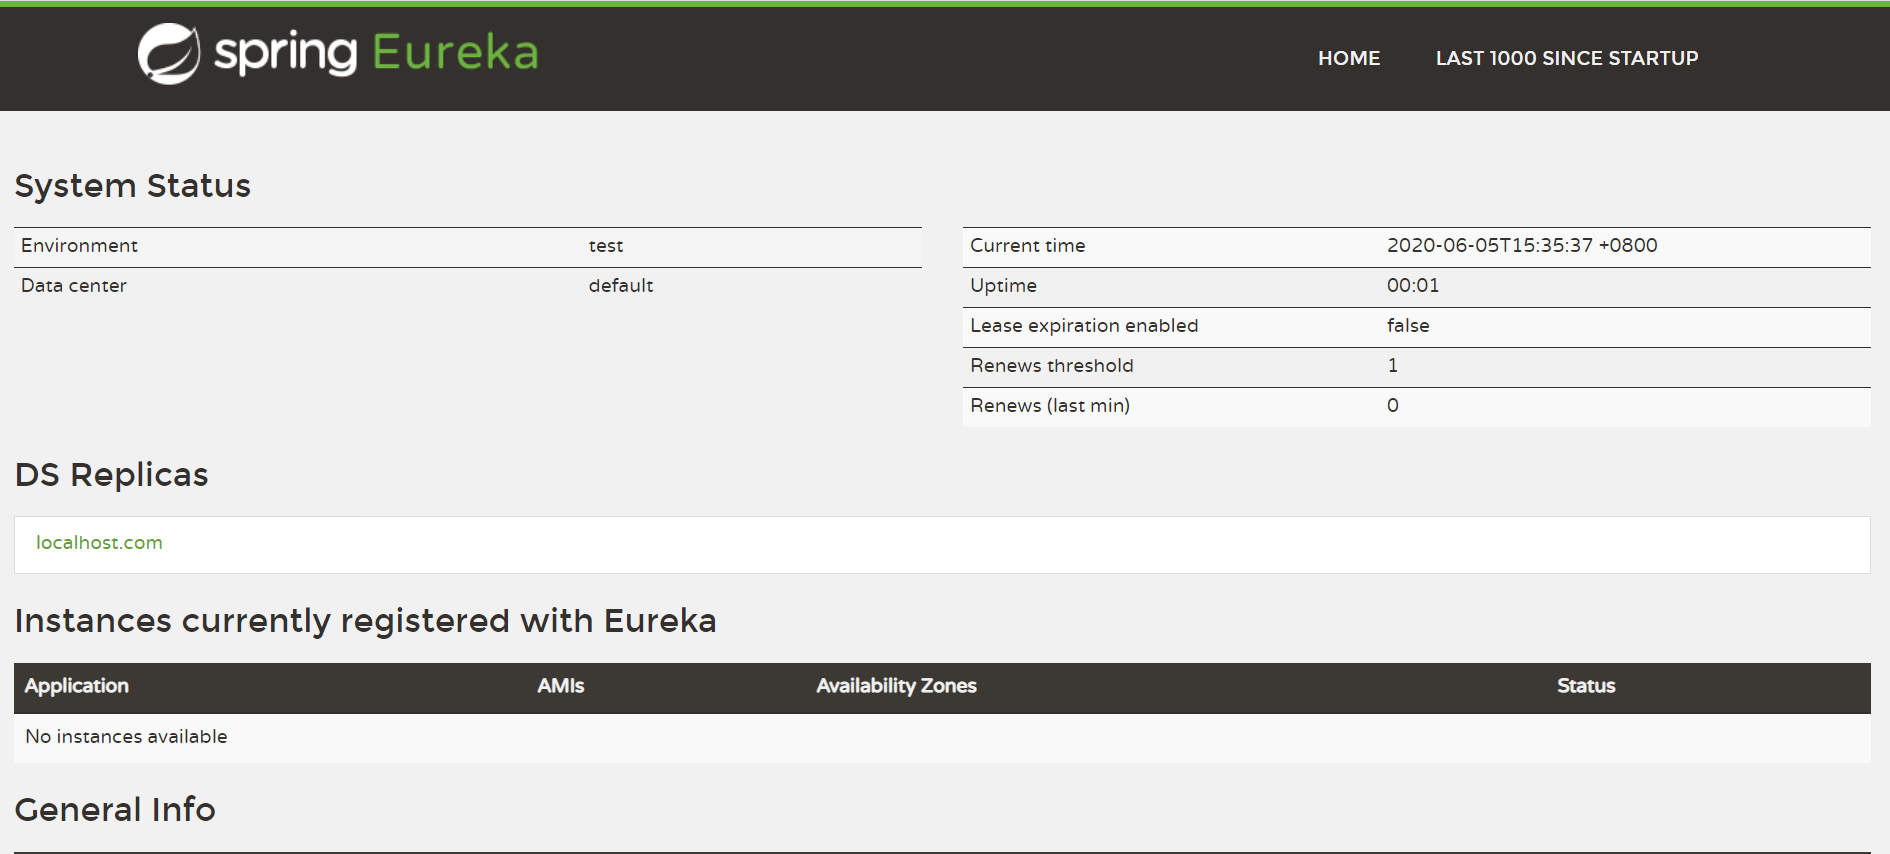 spring Eureka
HOME LAST 1000 SINCE STARTUP
System Status
Environment test
Data center default
Current time 2020-06-05T15:35:37 +0800
Uptime 00:01
Lease expiration enabled false
Renews threshold 1
Renews (last min) 0
DS Replicas
localhost.com
Instances currently registered with Eureka
Application AMIs Availability Zones Status
No instances available
General Info